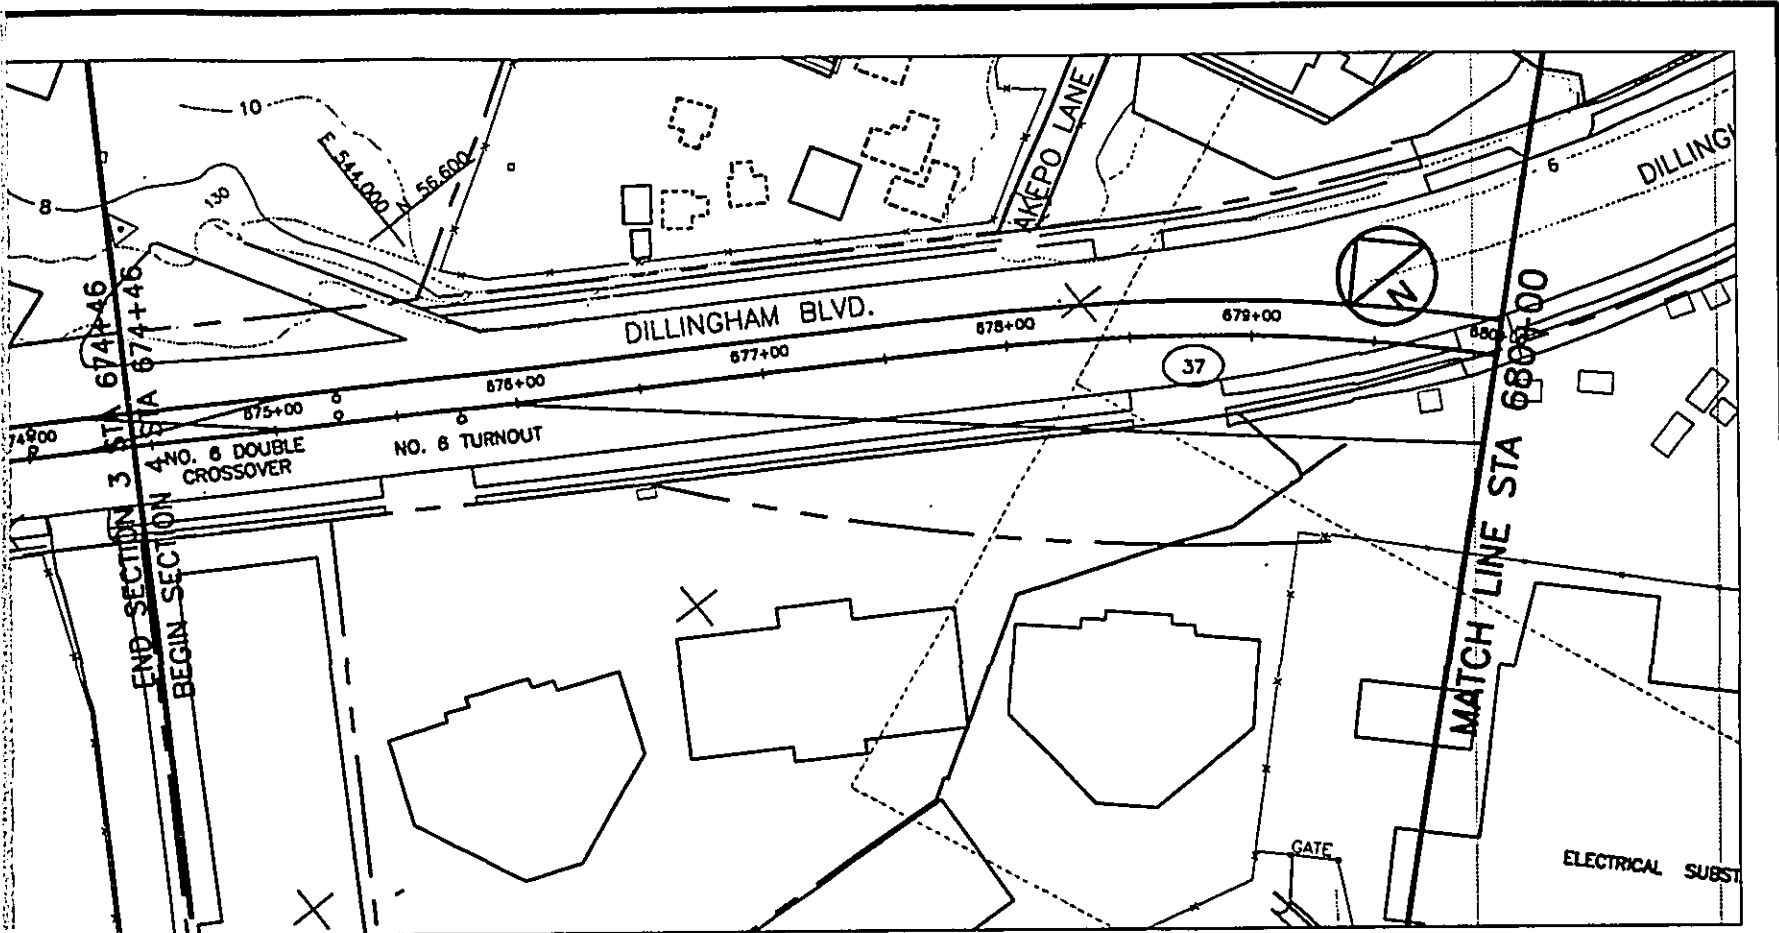 10
8
130
E 544.000
N 56.600
AKEPO LANE
6
DILLING
N
DILLINGHAM BLVD.
674+00
675+00
676+00
677+00
678+00
679+00
37
NO. 6 DOUBLE
CROSSOVER
NO. 6 TURNOUT
END SECTION 3 STA 674+46
BEGIN SECTION 4 STA 674+46
MATCH LINE STA 680+00
GATE
ELECTRICAL SUBST